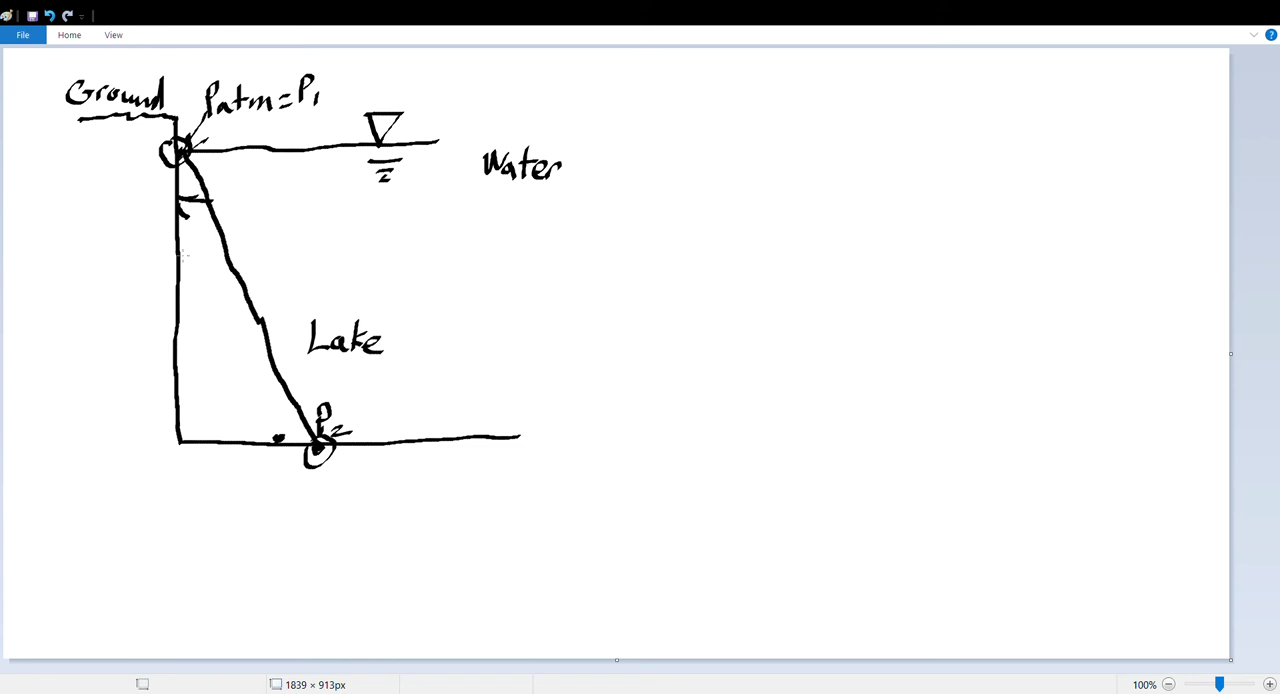 File Home View
Ground
Patm = P1
Water
Lake
P2
1839 × 913px
100%